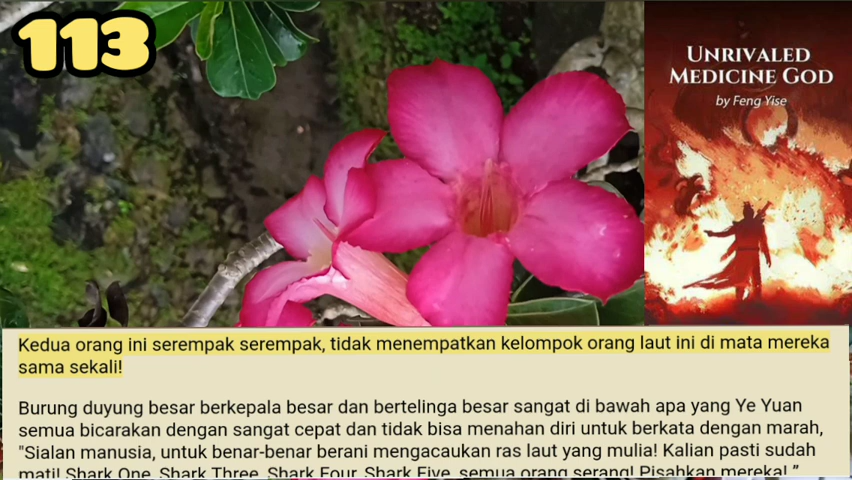 113
UNRIVALED
MEDICINE GOD
by Feng Yise
Kedua orang ini serempak serempak, tidak menempatkan kelompok orang laut ini di mata mereka
sama sekali!
Burung duyung besar berkepala besar dan bertelinga besar sangat di bawah apa yang Ye Yuan
semua bicarakan dengan sangat cepat dan tidak bisa menahan diri untuk berkata dengan marah,
"Sialan manusia, untuk benar-benar berani mengacaukan ras laut yang mulia! Kalian pasti sudah
mati! Shark One, Shark Three, Shark Four, Shark Five, semua orang serang! Pisahkan mereka! ”